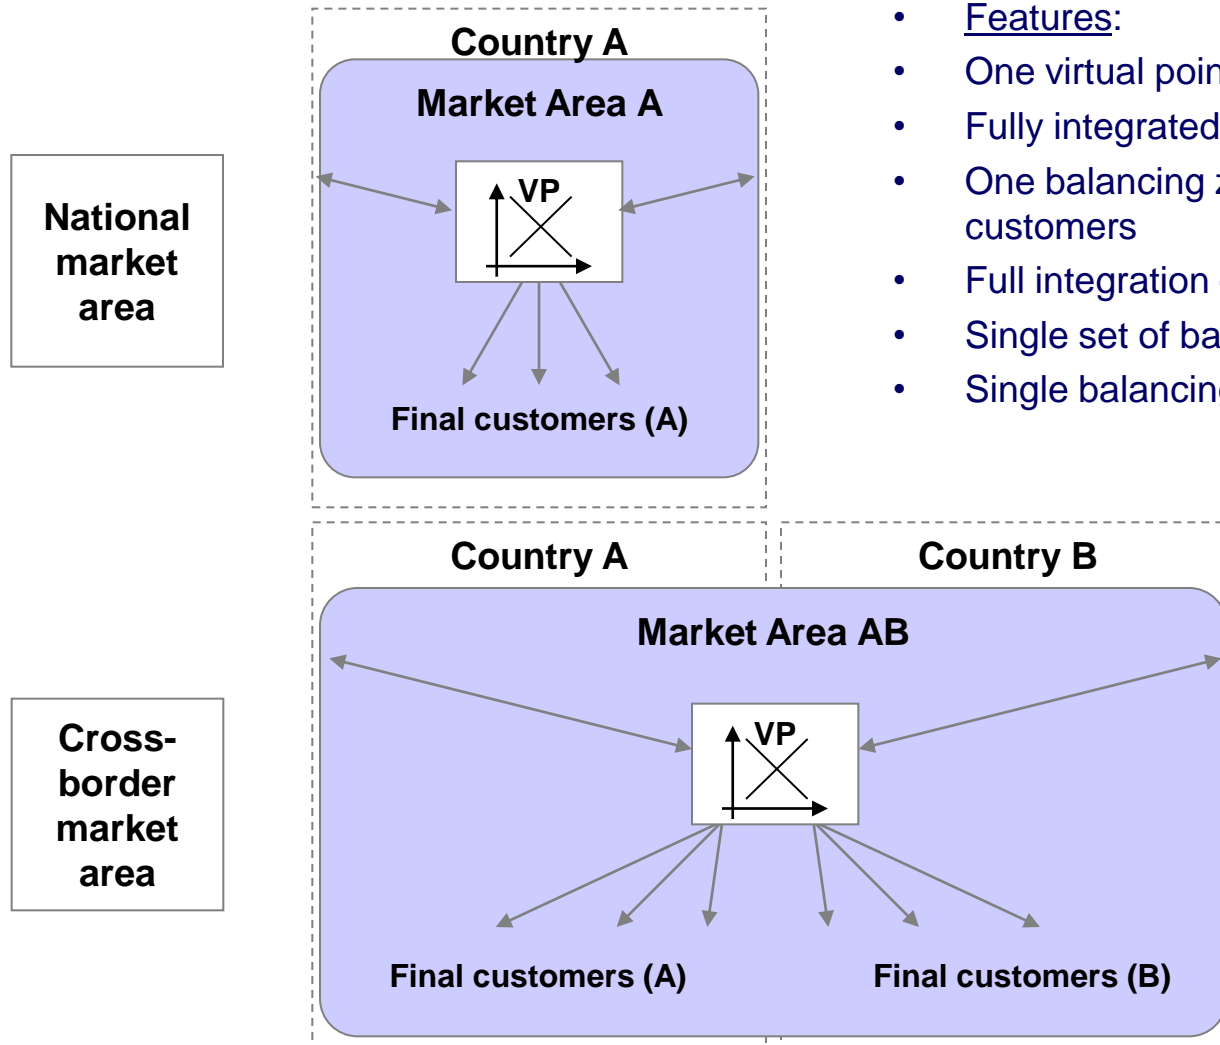 Country A
Market Area A
VP
Final customers (A)
National
market
area
• Features:
• One virtual poin
• Fully integrated
• One balancing
customers
• Full integration
• Single set of ba
• Single balancing
Country A
Country B
Market Area AB
VP
Final customers (A)
Final customers (B)
Cross-
border
market
area